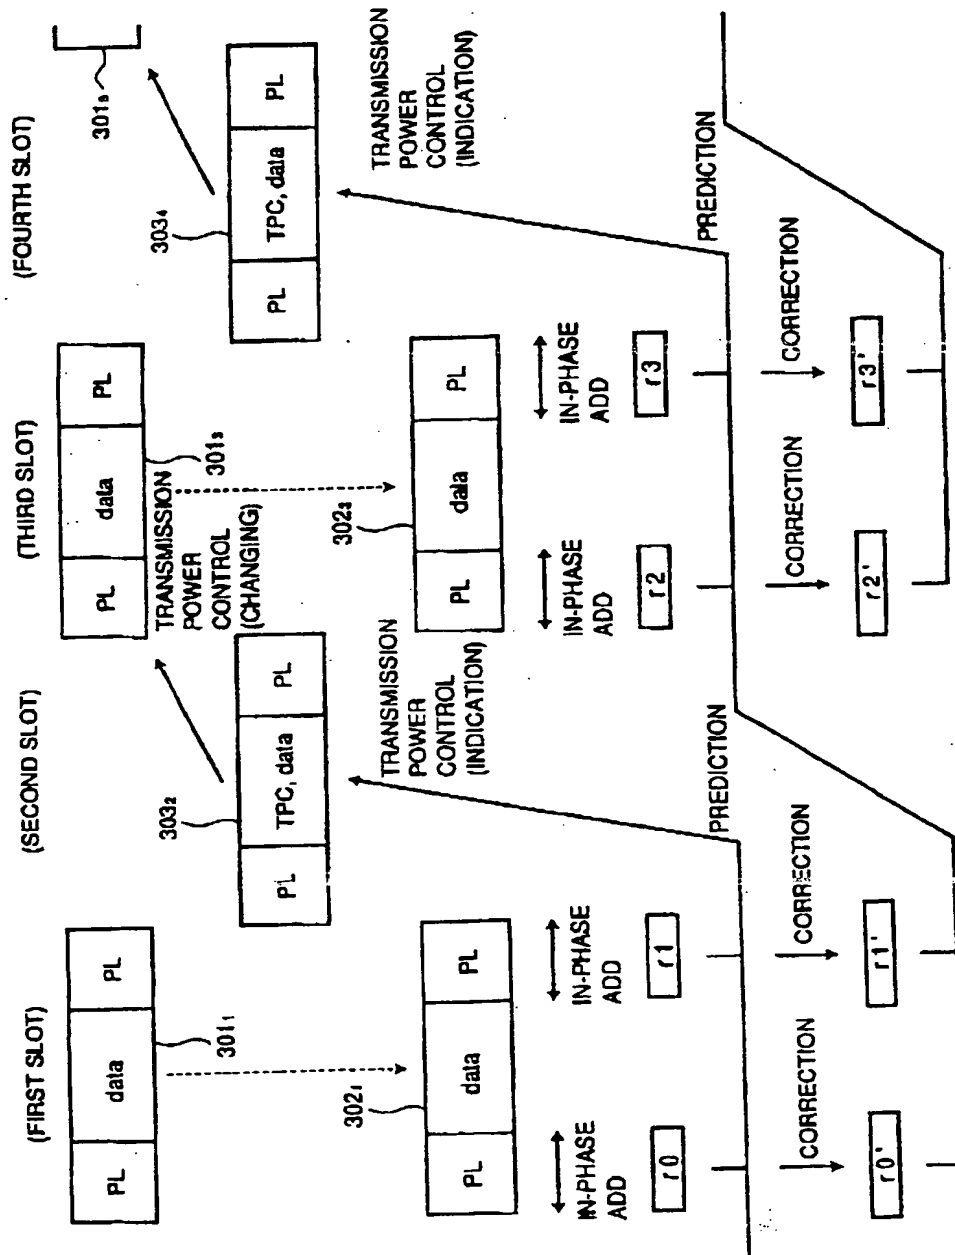 (FIRST SLOT)
(SECOND SLOT)
(THIRD SLOT)
(FOURTH SLOT)
PL
data
PL
301₁
PL
data
PL
301₃
301₅
TRANSMISSION
POWER
CONTROL
(CHANGING)
303₂
PL
TPC, data
PL
303₄
PL
TPC, data
PL
302₁
PL
data
PL
TRANSMISSION
POWER
CONTROL
(INDICATION)
302₃
PL
data
PL
TRANSMISSION
POWER
CONTROL
(INDICATION)
IN-PHASE
ADD
IN-PHASE
ADD
IN-PHASE
ADD
IN-PHASE
ADD
r0
r1
r2
r3
PREDICTION
PREDICTION
CORRECTION
CORRECTION
CORRECTION
CORRECTION
r0'
r1'
r2'
r3'